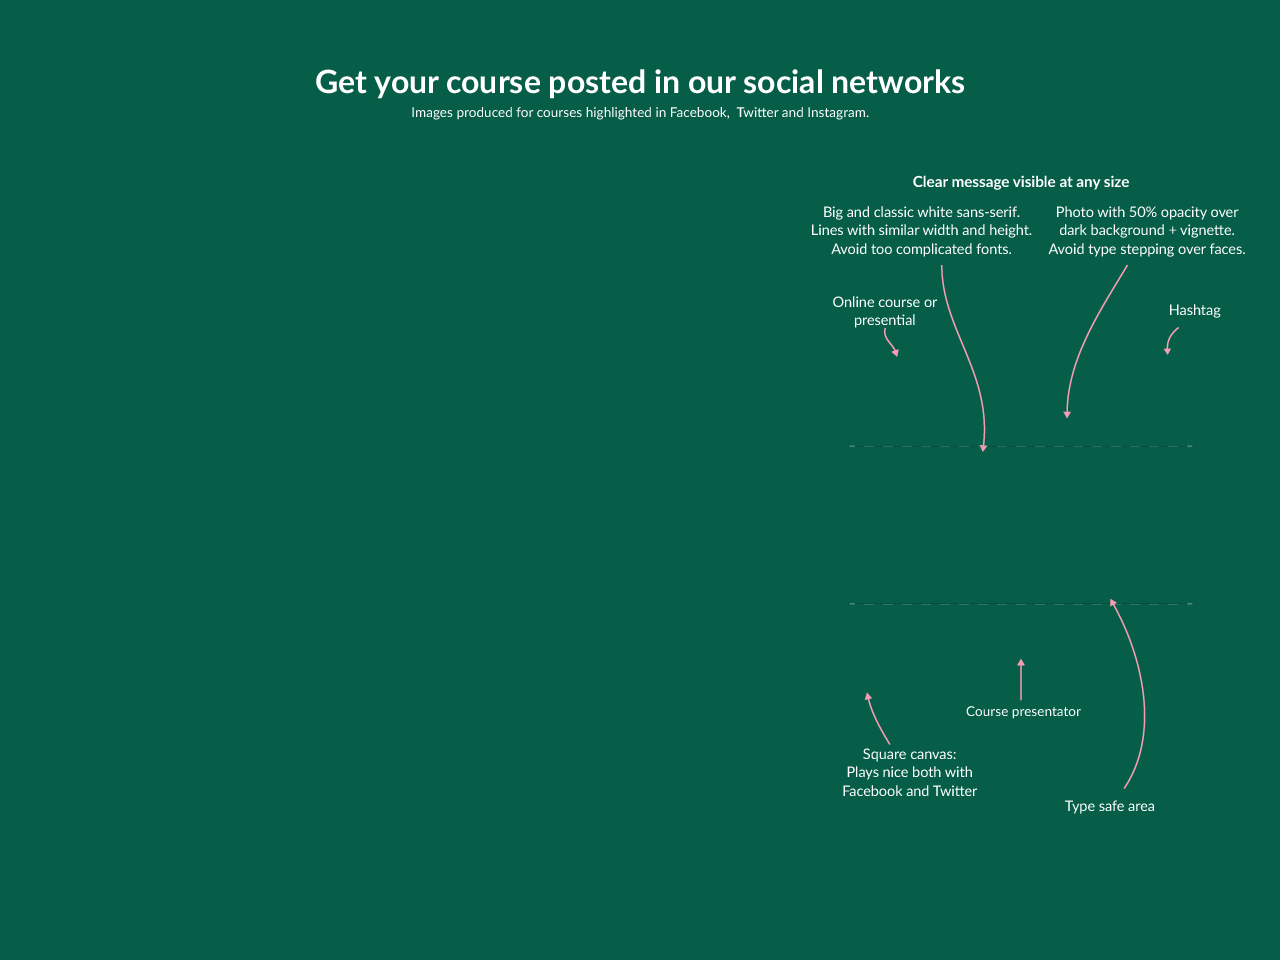 Get your course posted in our social networks
Images produced for courses highlighted in Facebook,  Twitter and Instagram.
Clear message visible at any size
Big and classic white sans-serif.
Lines with similar width and height.
Avoid too complicated fonts.
Photo with 50% opacity over
dark background + vignette.
Avoid type stepping over faces.
Online course or
presential
Hashtag
Course presentator
Square canvas:
Plays nice both with
Facebook and Twitter
Type safe area